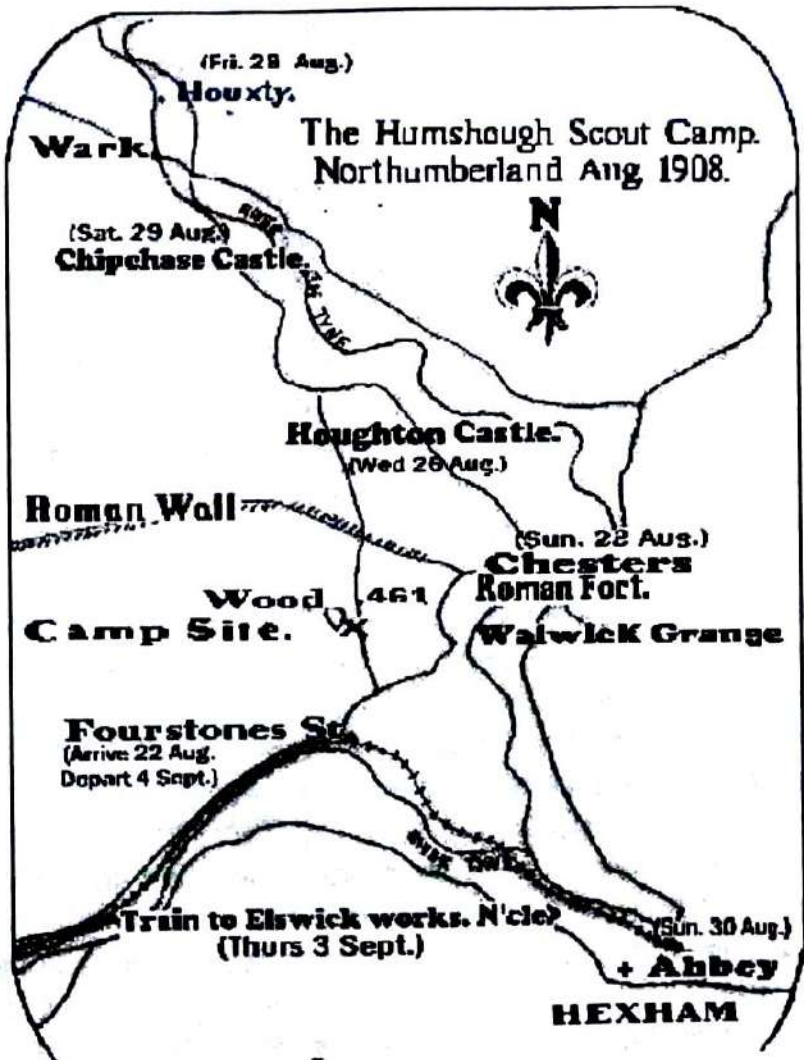 (Fri. 28 Aug.)
Houxty.
The Humshaugh Scout Camp.
Northumberland Aug 1908.
Wark.
N
(Sat. 29 Aug.)
Chipchase Castle.
TYNE
Houghton Castle.
(Wed 26 Aug.)
Roman Wall
(Sun. 22 Aug.)
Chesters
Roman Fort.
Wood
461
Camp Site.
Walwick Grange
Fourstones St.
(Arrive 22 Aug.
Depart 4 Sept.)
Train to Elswick works. N'cle
(Thurs 3 Sept.)
(Sun. 30 Aug.)
+ Abbey
HEXHAM